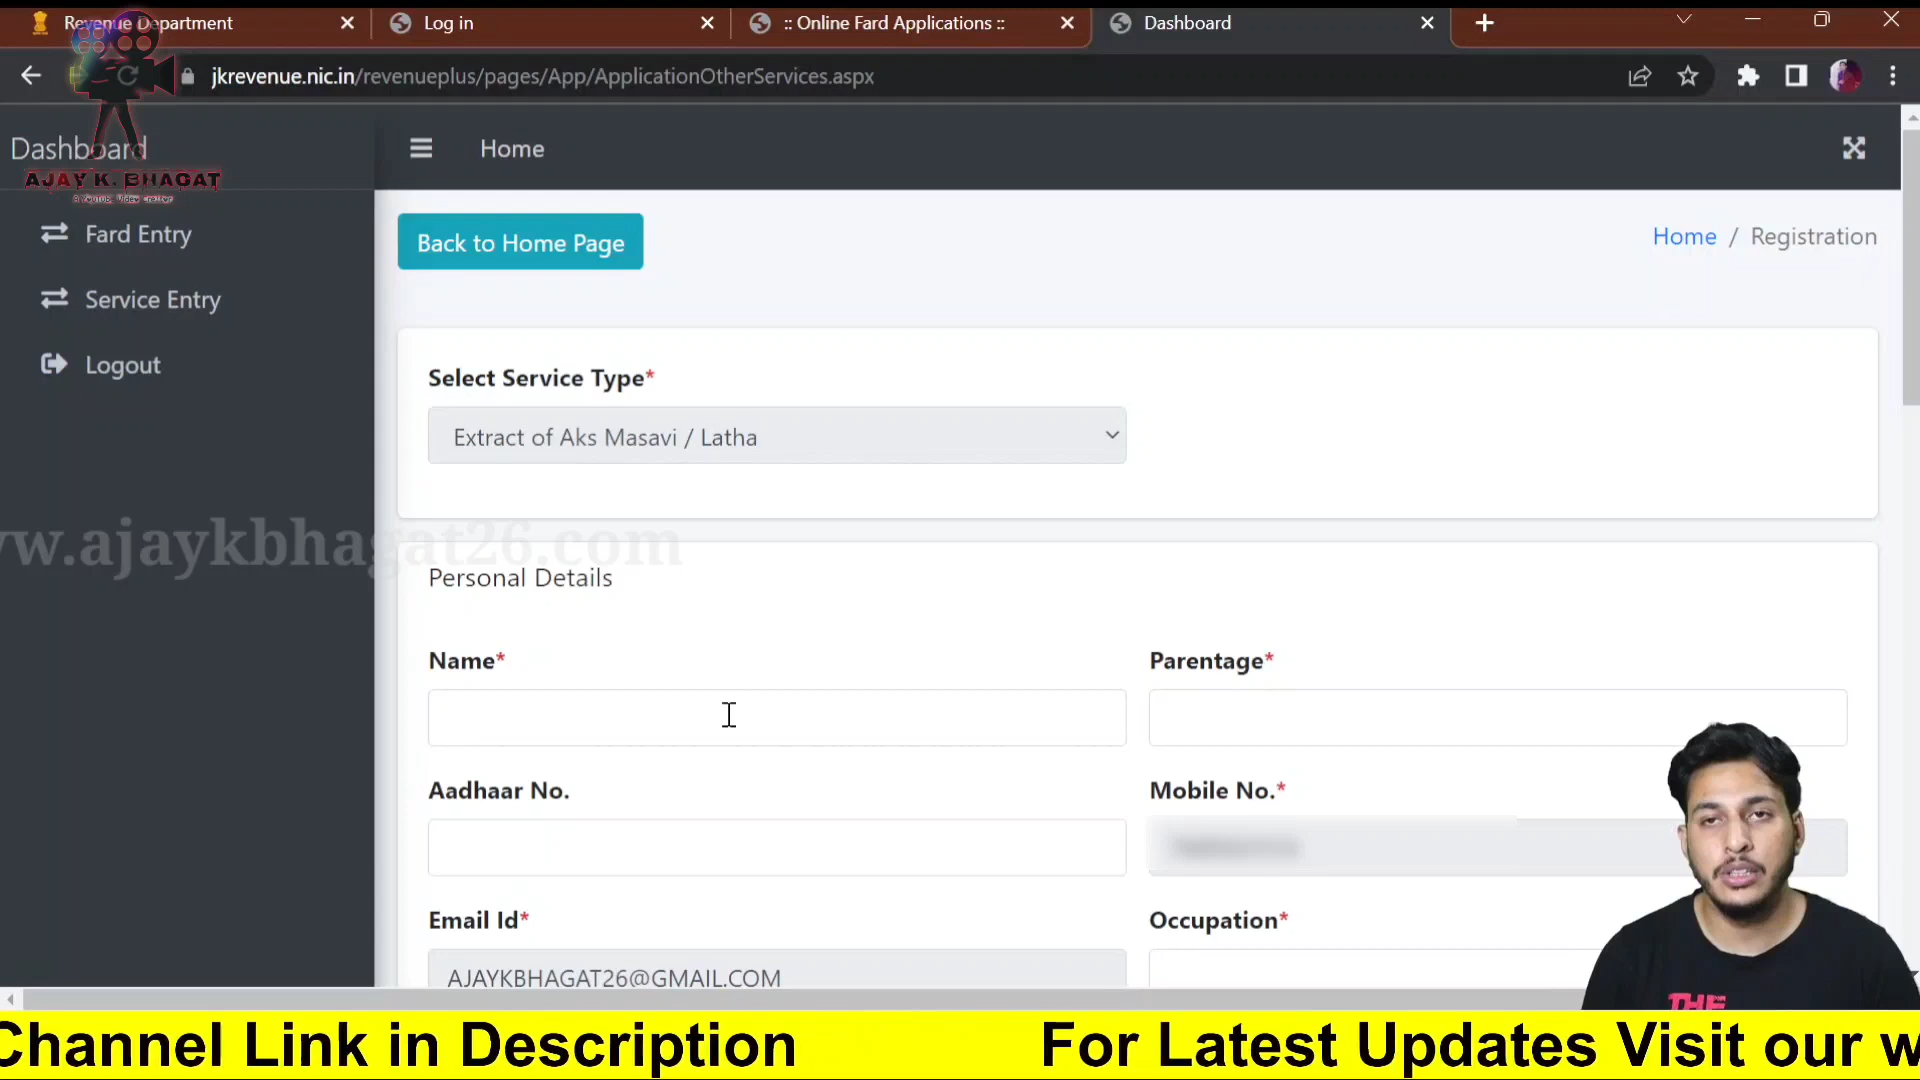 Revenue Department
Log in
:: Online Fard Applications ::
Dashboard
jkrevenue.nic.in/revenueplus/pages/App/ApplicationOtherServices.aspx
Dashboard
Home
AJAY K. BHAGAT
Fard Entry
Service Entry
Logout
Back to Home Page
Home / Registration
Select Service Type*
Extract of Aks Masavi / Latha
w.ajaykbhagat26.com
Personal Details
Name*
Parentage*
Aadhaar No.
Mobile No.*
Email Id*
Occupation*
AJAYKBHAGAT26@GMAIL.COM
THE
Channel Link in Description
For Latest Updates Visit our w